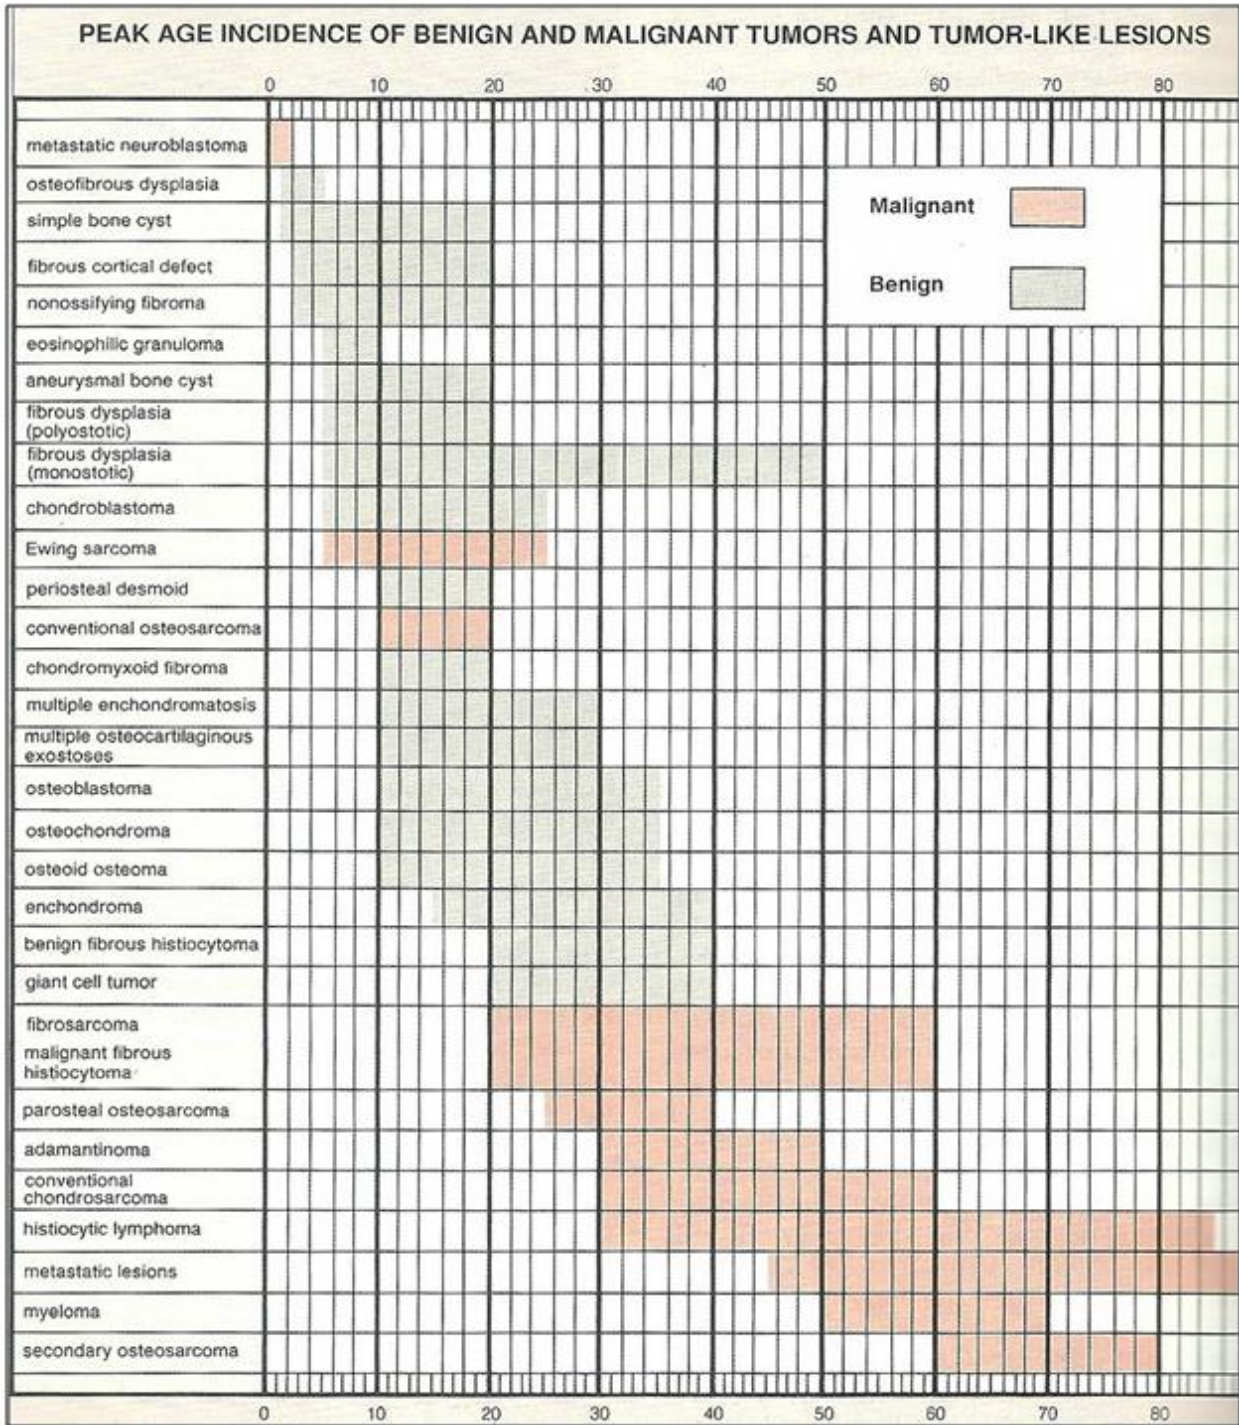 PEAK AGE INCIDENCE OF BENIGN AND MALIGNANT TUMORS AND TUMOR-LIKE LESIONS
0 10 20 30 40 50 60 70 80
metastatic neuroblastoma
osteofibrous dysplasia
simple bone cyst
fibrous cortical defect
nonossifying fibroma
eosinophilic granuloma
aneurysmal bone cyst
fibrous dysplasia
(polyostotic)
fibrous dysplasia
(monostotic)
chondroblastoma
Ewing sarcoma
periosteal desmoid
conventional osteosarcoma
chondromyxoid fibroma
multiple enchondromatosis
multiple osteocartilaginous
exostoses
osteoblastoma
osteochondroma
osteoid osteoma
enchondroma
benign fibrous histiocytoma
giant cell tumor
fibrosarcoma
malignant fibrous
histiocytoma
parosteal osteosarcoma
adamantinoma
conventional
chondrosarcoma
histiocytic lymphoma
metastatic lesions
myeloma
secondary osteosarcoma
Malignant
Benign
0 10 20 30 40 50 60 70 80